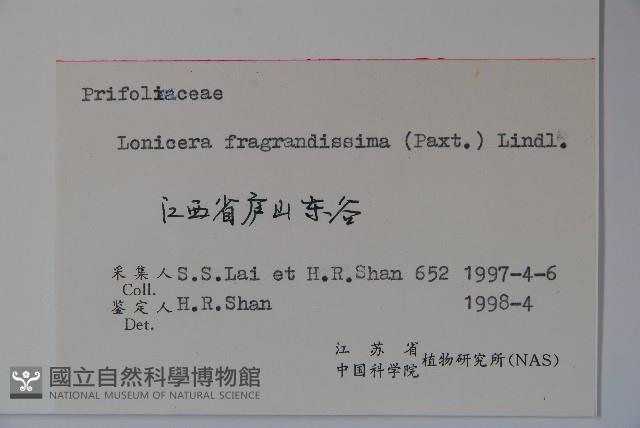 Prifoliaceae
Lonicera fragrandissima (Paxt.) Lindl.
江西省庐山东谷
采集人 S.S.Lai et H.R.Shan 652 1997-4-6
Coll.
鉴定人 H.R.Shan 1998-4
Det.
江苏省
中国科学院 植物研究所(NAS)
國立自然科學博物館
NATIONAL MUSEUM OF NATURAL SCIENCE